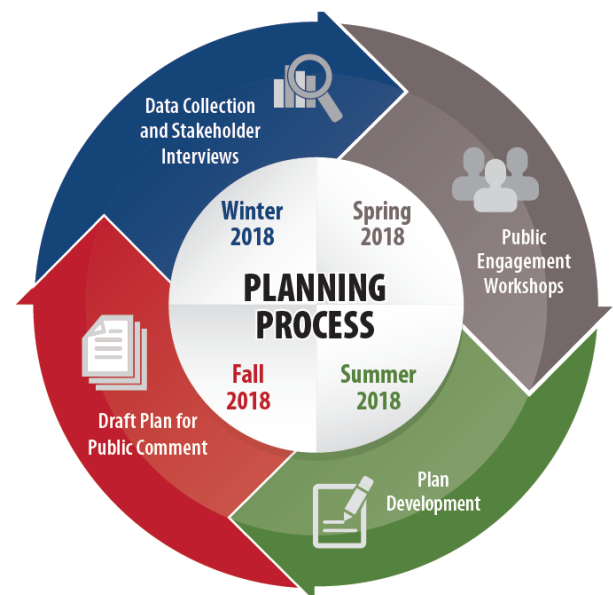 Data Collection
and Stakeholder
Interviews
Public
Engagement
Workshops
Plan
Development
Draft Plan for
Public Comment
Winter
2018
Spring
2018
PLANNING
PROCESS
Fall
2018
Summer
2018